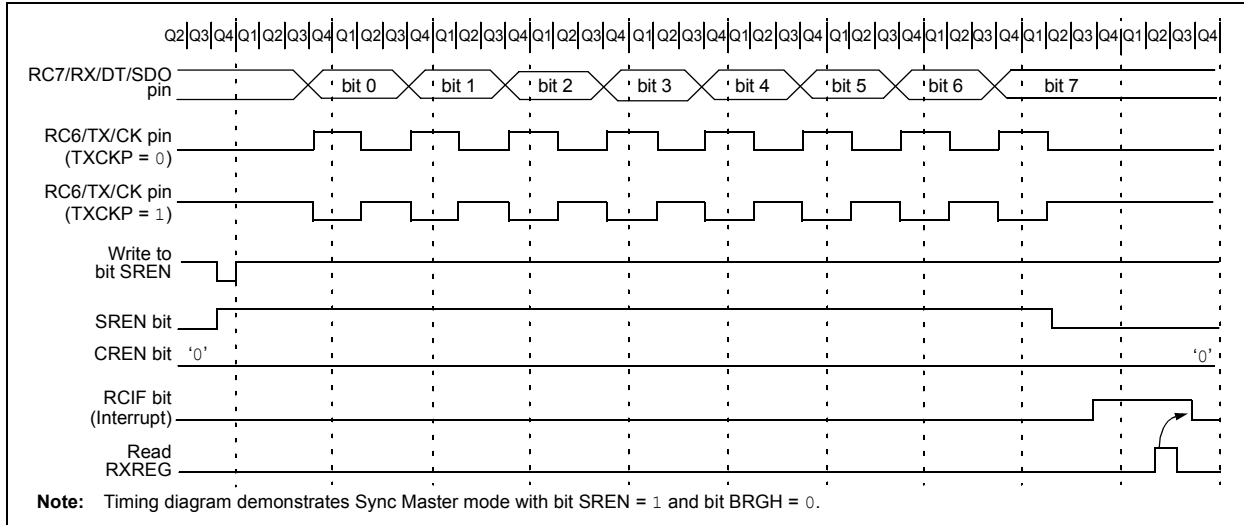 Q2 Q3 Q4 Q1 Q2 Q3 Q4 Q1 Q2 Q3 Q4 Q1 Q2 Q3 Q4 Q1 Q2 Q3 Q4 Q1 Q2 Q3 Q4 Q1 Q2 Q3 Q4 Q1 Q2 Q3 Q4 Q1 Q2 Q3 Q4 Q1 Q2 Q3 Q4 Q1 Q2 Q3 Q4
RC7/RX/DT/SDO
pin
bit 0 bit 1 bit 2 bit 3 bit 4 bit 5 bit 6 bit 7
RC6/TX/CK pin
(TXCKP = 0)
RC6/TX/CK pin
(TXCKP = 1)
Write to
bit SREN
SREN bit
CREN bit ‘0’ ‘0’
RCIF bit
(Interrupt)
Read
RXREG
Note: Timing diagram demonstrates Sync Master mode with bit SREN = 1 and bit BRGH = 0.